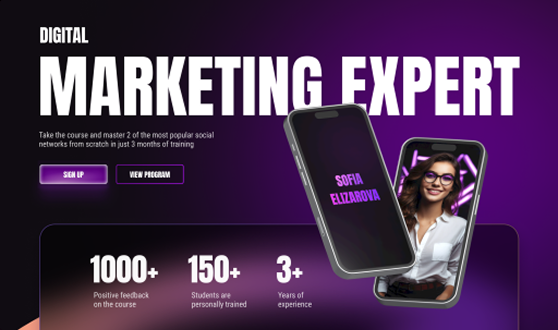 DIGITAL
MARKETING EXPERT
Take the course and master 2 of the most popular social
networks from scratch in just 3 months of training
SIGN UP
VIEW PROGRAM
SOFIA
ELIZAROVA
1000+
150+
3+
Positive feedback
on the course
Students are
personally trained
Years of
experience